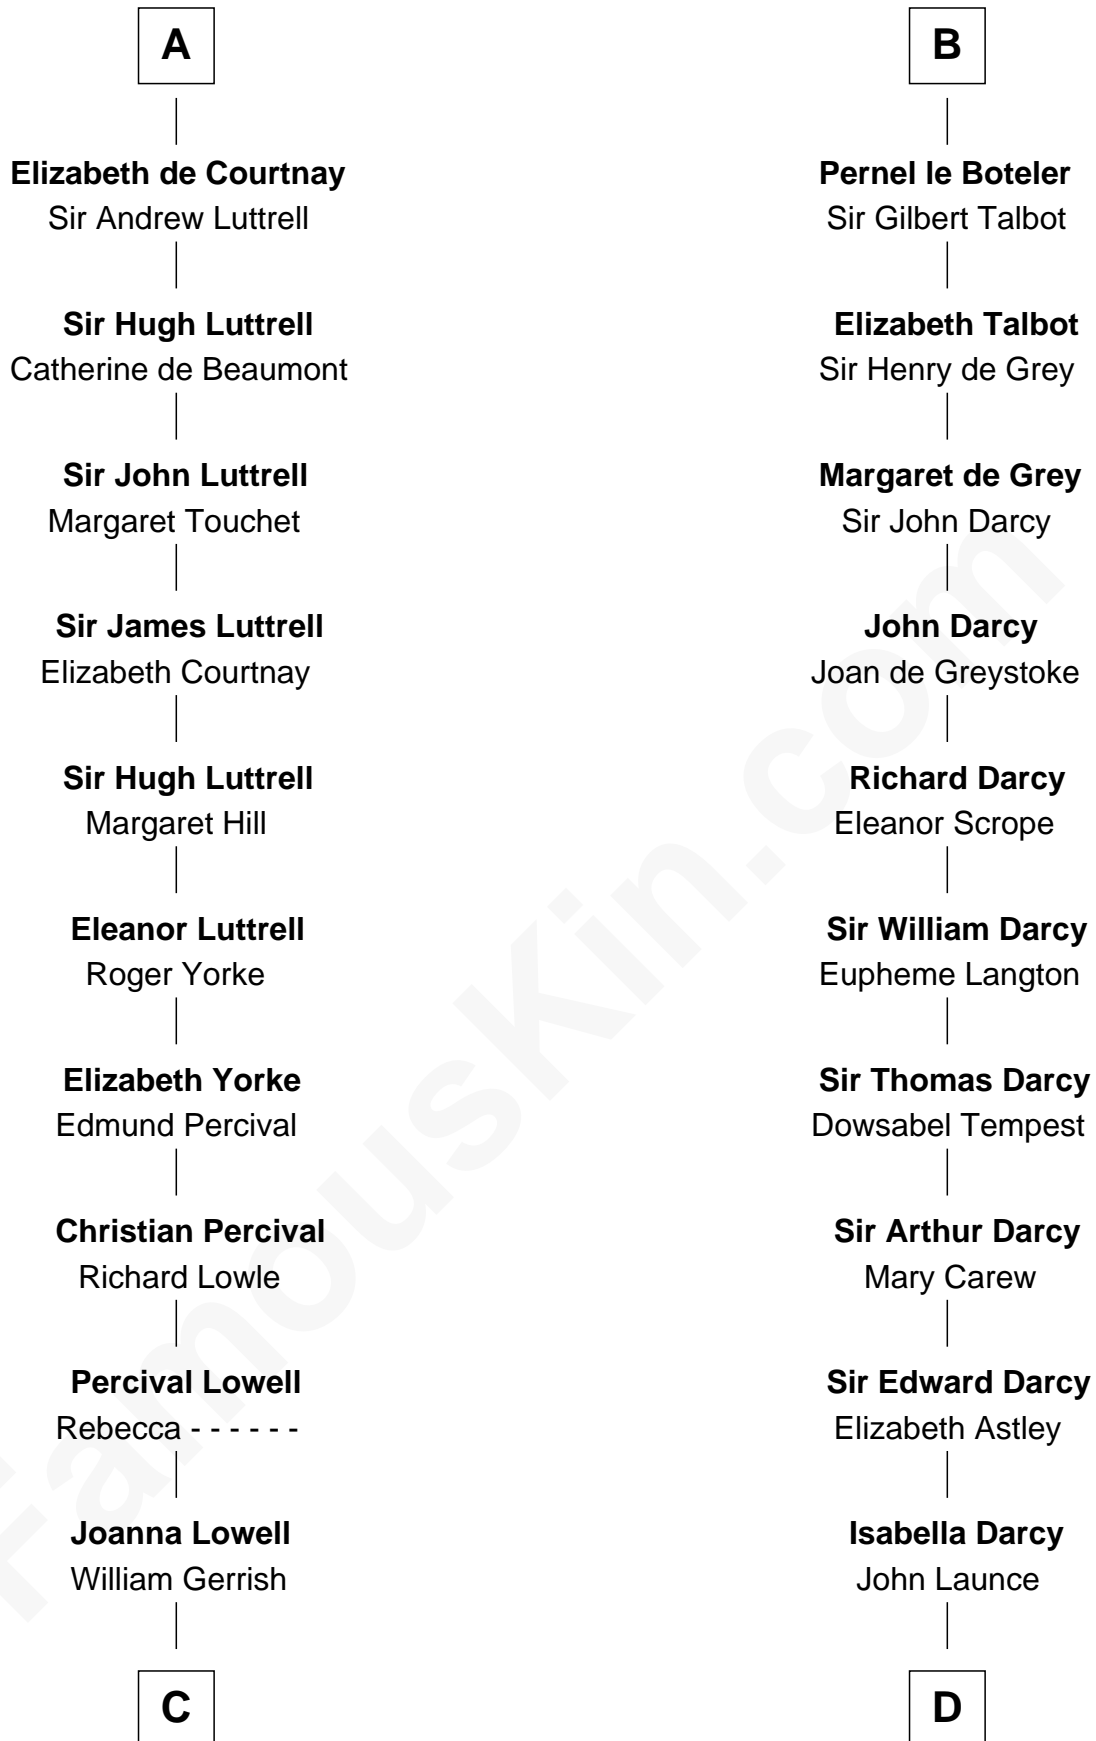 A
Elizabeth de Courtnay
Sir Andrew Luttrell
Sir Hugh Luttrell
Catherine de Beaumont
Sir John Luttrell
Margaret Touchet
Sir James Luttrell
Elizabeth Courtnay
Sir Hugh Luttrell
Margaret Hill
Eleanor Luttrell
Roger Yorke
Elizabeth Yorke
Edmund Percival
Christian Percival
Richard Lowle
Percival Lowell
Rebecca - - - - - -
Joanna Lowell
William Gerrish
C
B
Pernel le Boteler
Sir Gilbert Talbot
Elizabeth Talbot
Sir Henry de Grey
Margaret de Grey
Sir John Darcy
John Darcy
Joan de Greystoke
Richard Darcy
Eleanor Scrope
Sir William Darcy
Eupheme Langton
Sir Thomas Darcy
Dowsabel Tempest
Sir Arthur Darcy
Mary Carew
Sir Edward Darcy
Elizabeth Astley
Isabella Darcy
John Launce
D
FamousKin.com